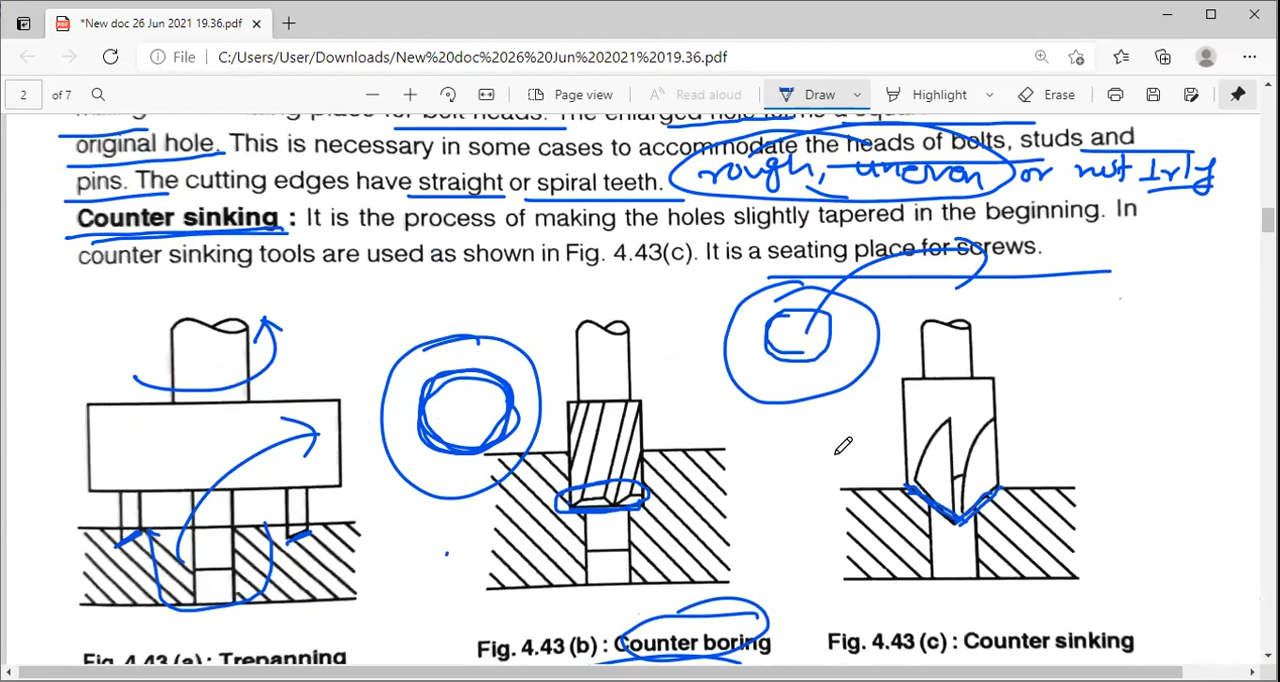 *New doc 26 Jun 2021 19.36.pdf
File C:/Users/User/Downloads/New%20doc%2026%20Jun%202021%2019.36.pdf
2 of 7 Page view Read aloud Draw Highlight Erase
original hole. This is necessary in some cases to accommodate the heads of bolts, studs and
pins. The cutting edges have straight or spiral teeth. rough, uneven or not
Counter sinking : It is the process of making the holes slightly tapered in the beginning. In
counter sinking tools are used as shown in Fig. 4.43(c). It is a seating place for screws.
Fig. 4.43 (a) : Trepanning
Fig. 4.43 (b) : Counter boring
Fig. 4.43 (c) : Counter sinking